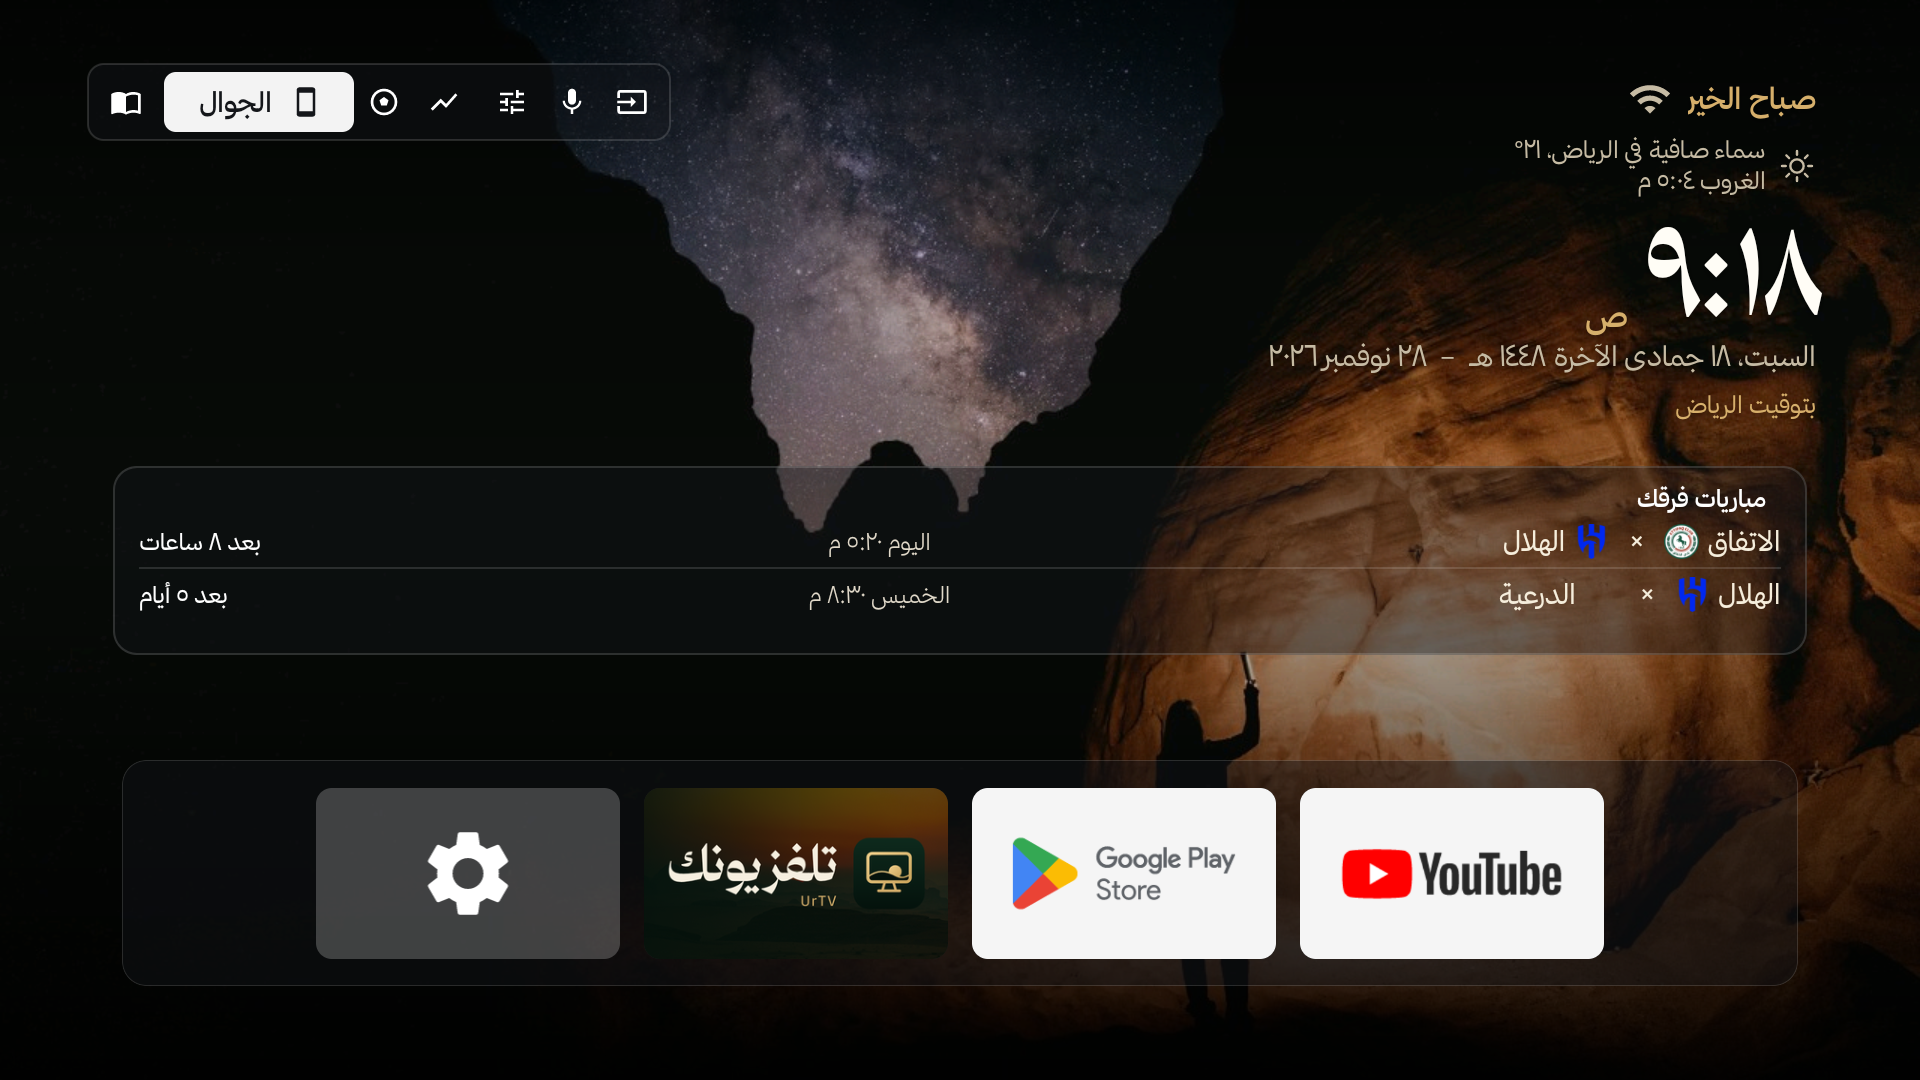 الجوال
صباح الخير
سماء صافية في الرياض، ٢١°
الغروب ٥:٠٤ م
٩:١٨ ص
السبت، ١٨ جمادى الآخرة ١٤٤٨ هـ – ٢٨ نوفمبر ٢٠٢٦
بتوقيت الرياض
مباريات فرقك
الاتفاق × الهلال اليوم ٥:٢٠ م بعد ٨ ساعات
الهلال × الدرعية الخميس ٨:٣٠ م بعد ٥ أيام
YouTube
Google Play
Store
تلفزيونك
UrTV